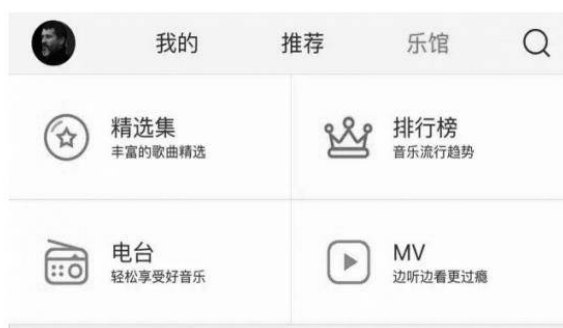 我的 推荐 乐馆
精选集
丰富的歌曲精选
排行榜
音乐流行趋势
电台
轻松享受好音乐
MV
边听边看更过瘾